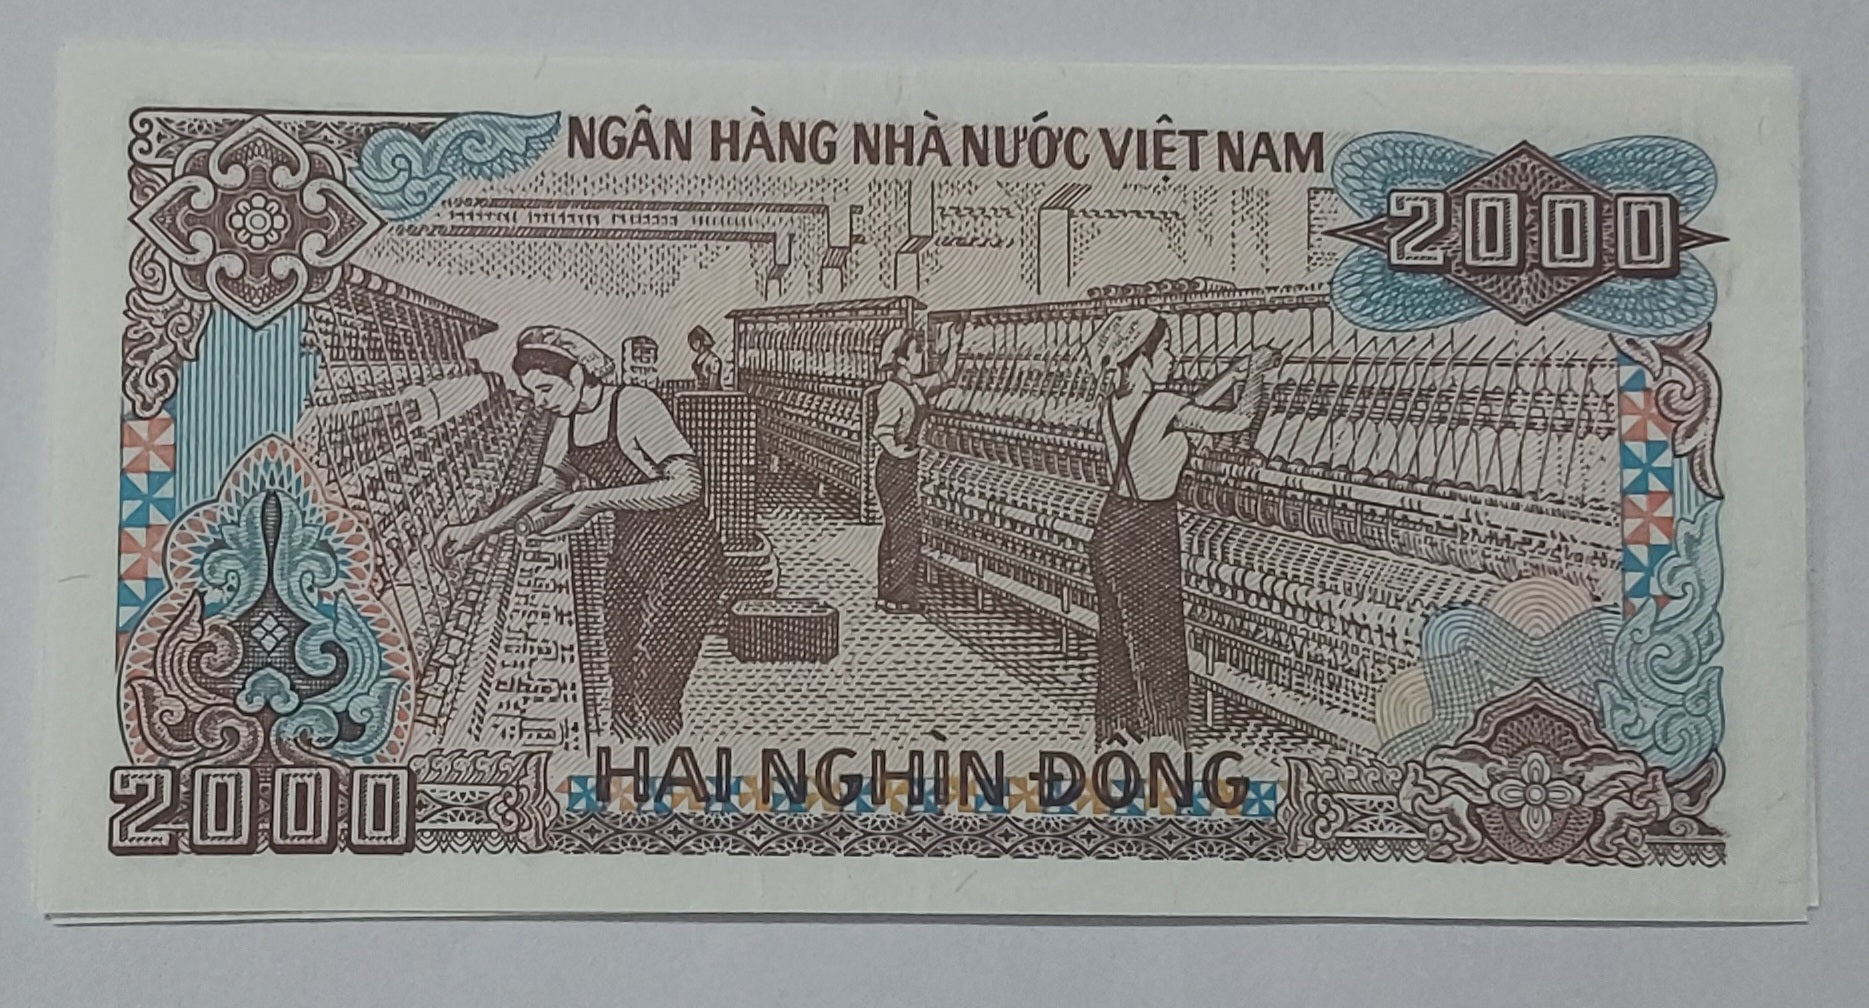 NGÂN HÀNG NHÀ NƯỚC VIỆT NAM
2000
HAI NGHÌN ĐỒNG
2000